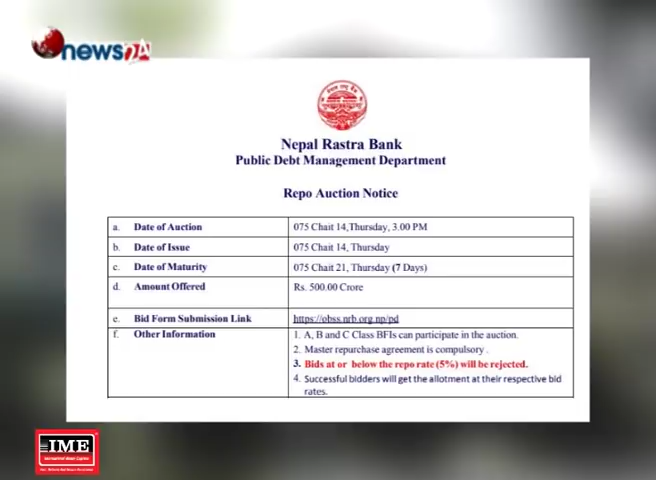 news24
Nepal Rastra Bank
Public Debt Management Department
Repo Auction Notice
a. Date of Auction 075 Chait 14,Thursday, 3.00 PM
b. Date of Issue 075 Chait 14, Thursday
c. Date of Maturity 075 Chait 21, Thursday (7 Days)
d. Amount Offered Rs. 500.00 Crore
e. Bid Form Submission Link https://obss.nrb.org.np/pd
f. Other Information 1. A, B and C Class BFIs can participate in the auction.
2. Master repurchase agreement is compulsory .
3. Bids at or below the repo rate (5%) will be rejected.
4. Successful bidders will get the allotment at their respective bid
rates.
IME